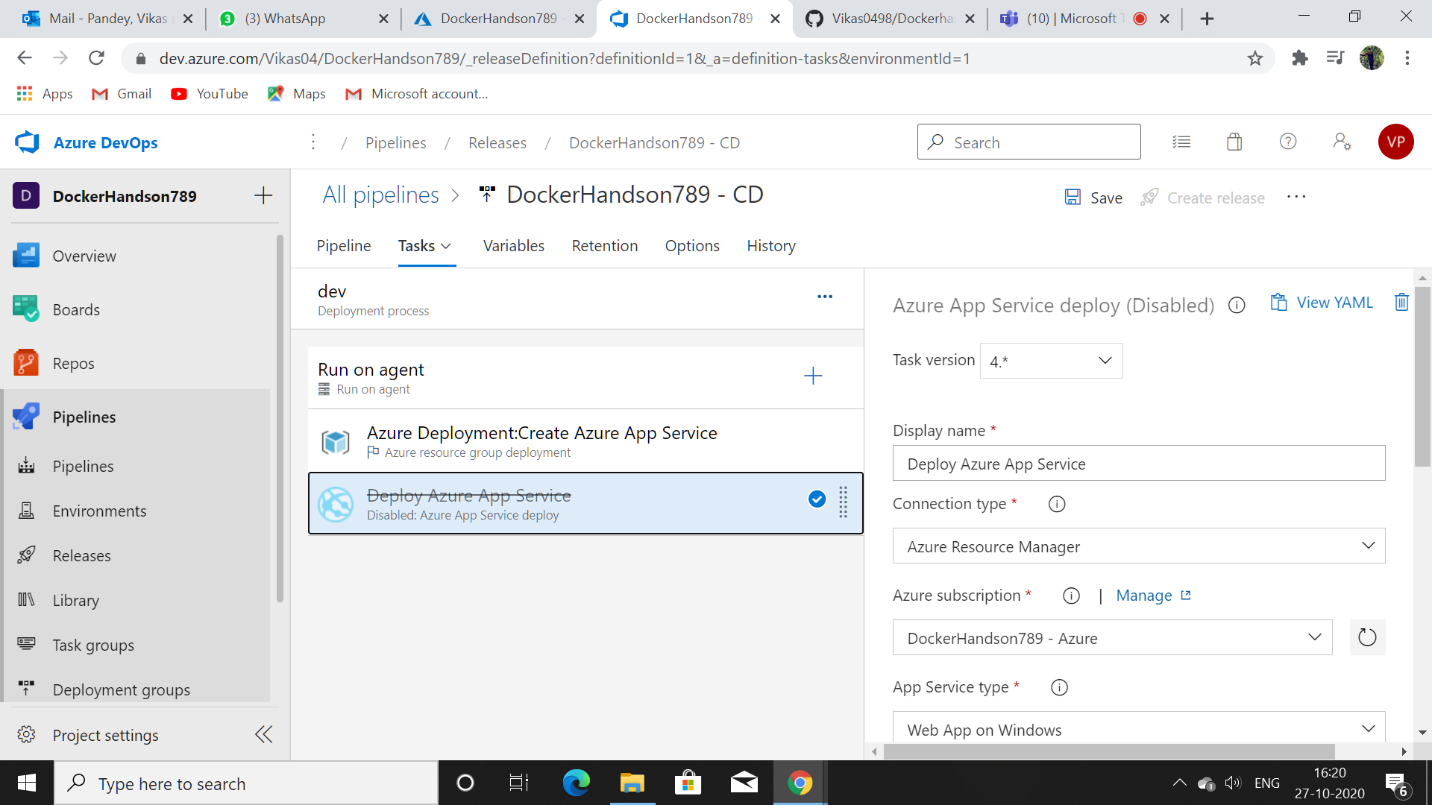 Mail - Pandey, Vikas
(3) WhatsApp
DockerHandson789
DockerHandson789
Vikas0498/Dockerha
(10) | Microsoft T
dev.azure.com/Vikas04/DockerHandson789/_releaseDefinition?definitionId=1&_a=definition-tasks&environmentId=1
Apps
Gmail
YouTube
Maps
Microsoft account...
Azure DevOps
/ Pipelines / Releases / DockerHandson789 - CD
Search
VP
D DockerHandson789
All pipelines > DockerHandson789 - CD
Save
Create release
Overview
Boards
Repos
Pipelines
Pipelines
Environments
Releases
Library
Task groups
Deployment groups
Project settings
Pipeline
Tasks
Variables
Retention
Options
History
dev
Deployment process
Run on agent
Run on agent
Azure Deployment:Create Azure App Service
Azure resource group deployment
Deploy Azure App Service
Disabled: Azure App Service deploy
Azure App Service deploy (Disabled)
View YAML
Task version 4.*
Display name *
Deploy Azure App Service
Connection type *
Azure Resource Manager
Azure subscription * | Manage
DockerHandson789 - Azure
App Service type *
Web App on Windows
Type here to search
ENG
16:20
27-10-2020
6